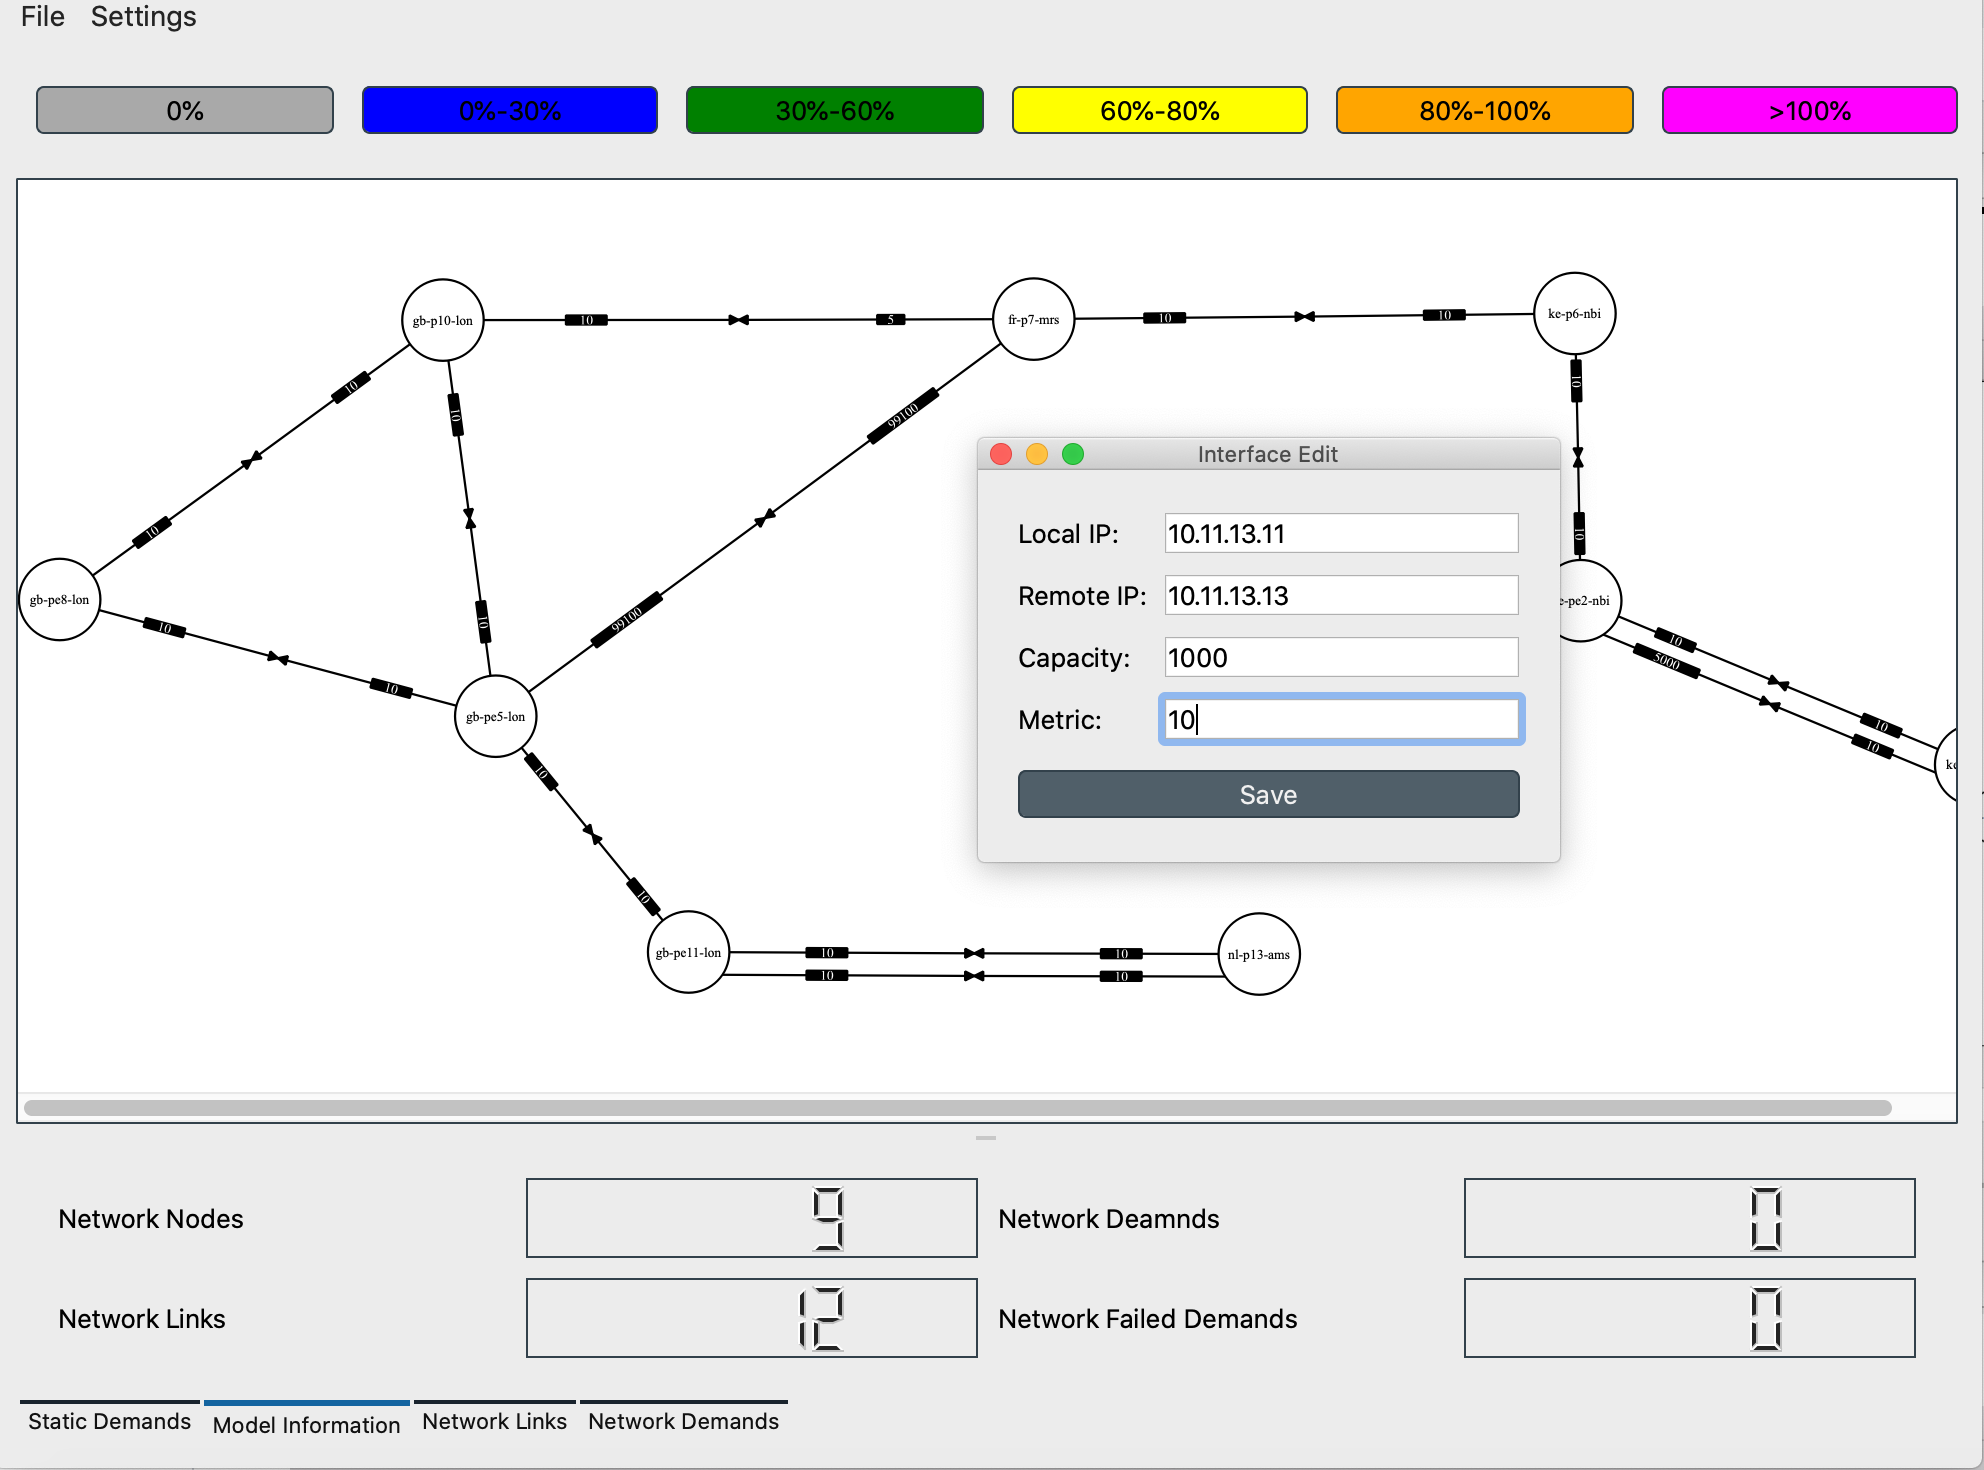 File Settings
0% 0%-30% 30%-60% 60%-80% 80%-100% >100%
gb-p10-lon 10 5 fr-p7-mrs 10 10 ke-p6-nbi
10 10 99100 10
Interface Edit
Local IP: 10.11.13.11
10 10
Remote IP: 10.11.13.13
gb-pe8-lon 10 10 99100 e-pe2-nbi
10 5000
Capacity: 1000
10 gb-pe5-lon
Metric: 10
10 10
ke
10
Save
10
gb-pe11-lon 10 10 nl-p13-ams
10 10
Network Nodes 9 Network Deamnds 0
Network Links 12 Network Failed Demands 0
Static Demands Model Information Network Links Network Demands